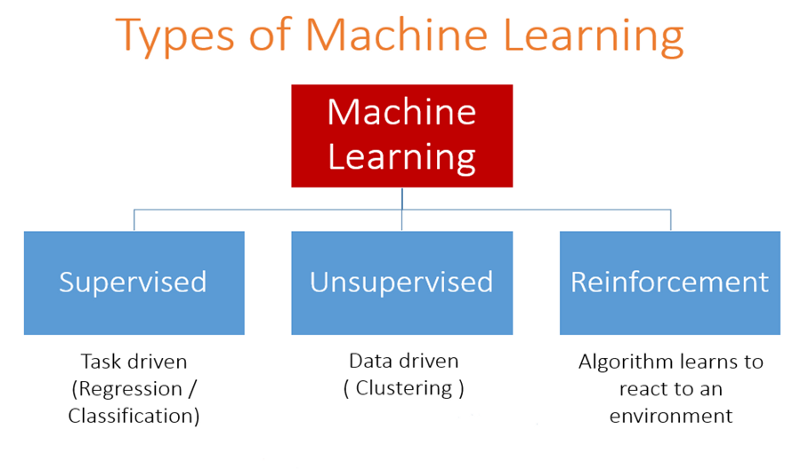 Types of Machine Learning
Machine
Learning
Supervised
Unsupervised
Reinforcement
Task driven
(Regression /
Classification)
Data driven
( Clustering )
Algorithm learns to
react to an
environment